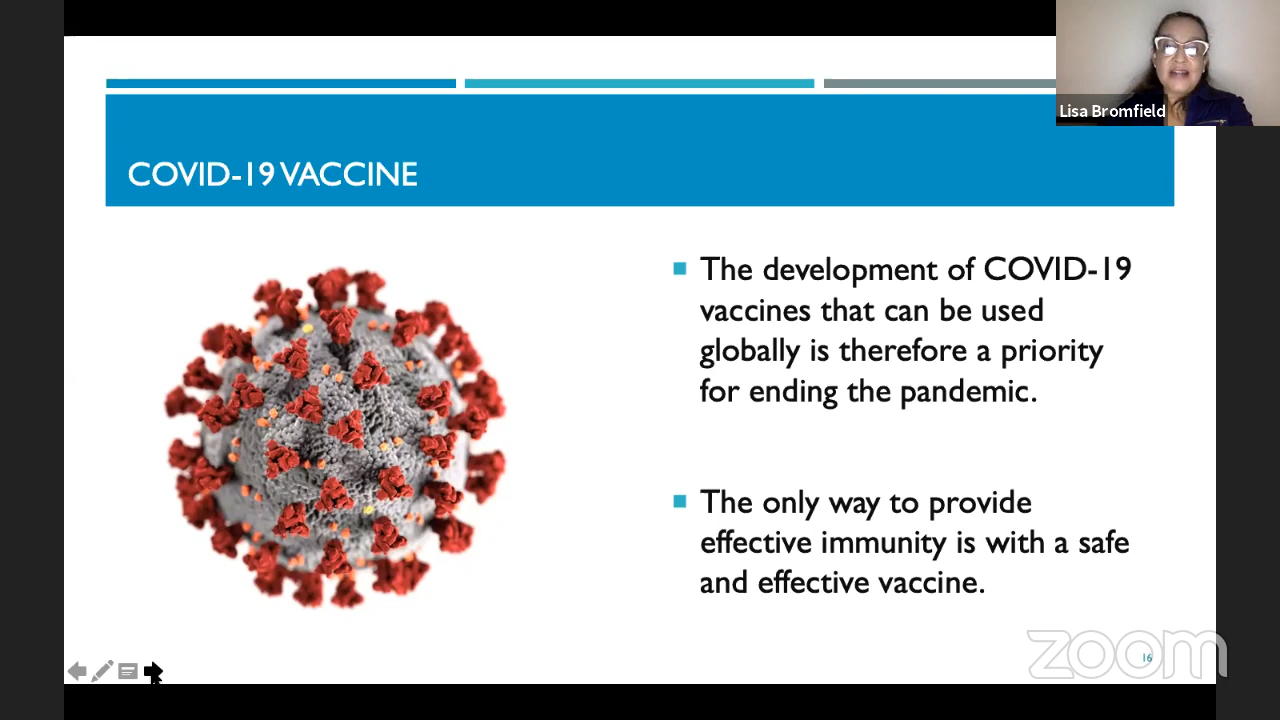 Lisa Bromfield
COVID-19 VACCINE
The development of COVID-19
vaccines that can be used
globally is therefore a priority
for ending the pandemic.
The only way to provide
effective immunity is with a safe
and effective vaccine.
zoom
16